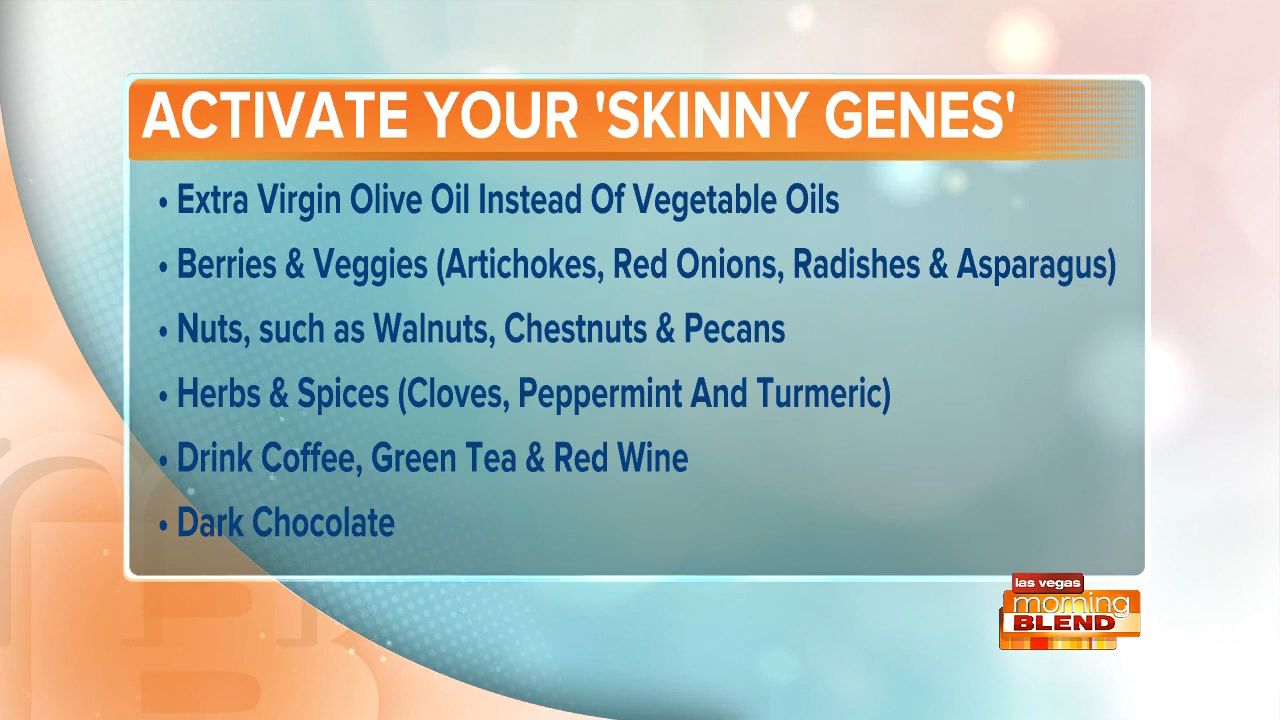 ACTIVATE YOUR 'SKINNY GENES'
• Extra Virgin Olive Oil Instead Of Vegetable Oils
• Berries & Veggies (Artichokes, Red Onions, Radishes & Asparagus)
• Nuts, such as Walnuts, Chestnuts & Pecans
• Herbs & Spices (Cloves, Peppermint And Turmeric)
• Drink Coffee, Green Tea & Red Wine
• Dark Chocolate
las vegas
morning
BLEND